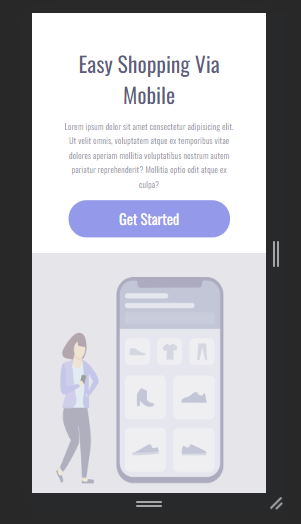 Easy Shopping Via
Mobile
Lorem ipsum dolor sit amet consectetur adipisicing elit.
Ut velit omnis, voluptatem atque ex temporibus vitae
dolores aperiam mollitia voluptatibus nostrum autem
pariatur reprehenderit? Mollitia optio odit atque ex
culpa?
Get Started